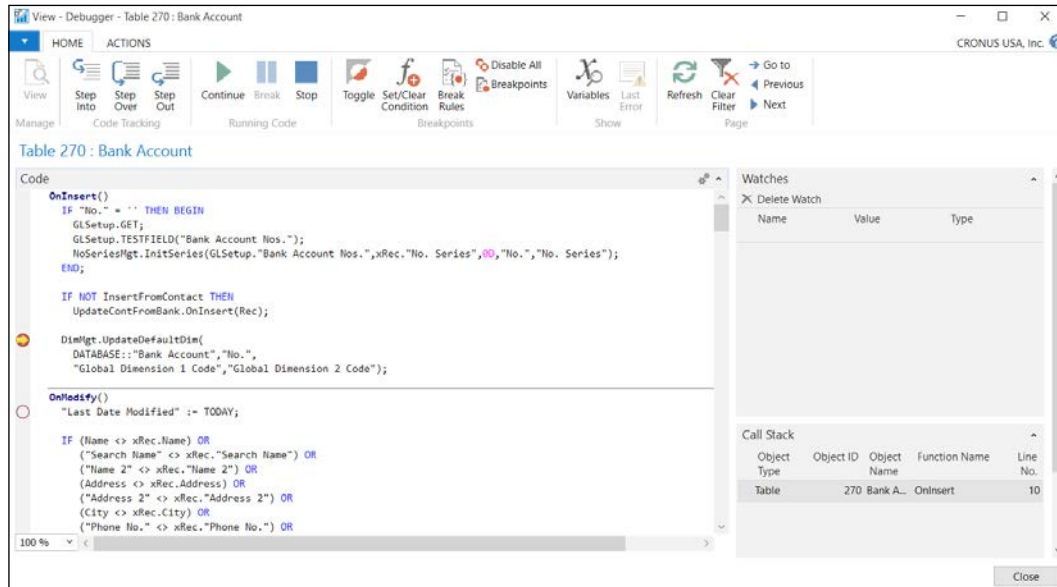 View - Debugger - Table 270 : Bank Account
HOME ACTIONS CRONUS USA, Inc.
View
Step Into
Step Over
Step Out
Continue
Break
Stop
Toggle
Set/Clear Condition
Break Rules
Disable All
Breakpoints
Variables
Last Error
Refresh
Clear Filter
Go to
Previous
Next
Manage Code Tracking Running Code Breakpoints Show Page
Table 270 : Bank Account
Code
OnInsert()
IF "No." = '' THEN BEGIN
GLSetup.GET;
GLSetup.TESTFIELD("Bank Account Nos.");
NoSeriesMgt.InitSeries(GLSetup."Bank Account Nos.",xRec."No. Series",0D,"No.","No. Series");
END;
IF NOT InsertFromContact THEN
UpdateContFromBank.OnInsert(Rec);
DimMgt.UpdateDefaultDim(
DATABASE::"Bank Account","No.",
"Global Dimension 1 Code","Global Dimension 2 Code");
OnModify()
"Last Date Modified" := TODAY;
IF (Name <> xRec.Name) OR
("Search Name" <> xRec."Search Name") OR
("Name 2" <> xRec."Name 2") OR
(Address <> xRec.Address) OR
("Address 2" <> xRec."Address 2") OR
(City <> xRec.City) OR
("Phone No." <> xRec."Phone No.") OR
100 %
Watches
Delete Watch
Name Value Type
Call Stack
Object Type Object ID Object Name Function Name Line No.
Table 270 Bank A... OnInsert 10
Close